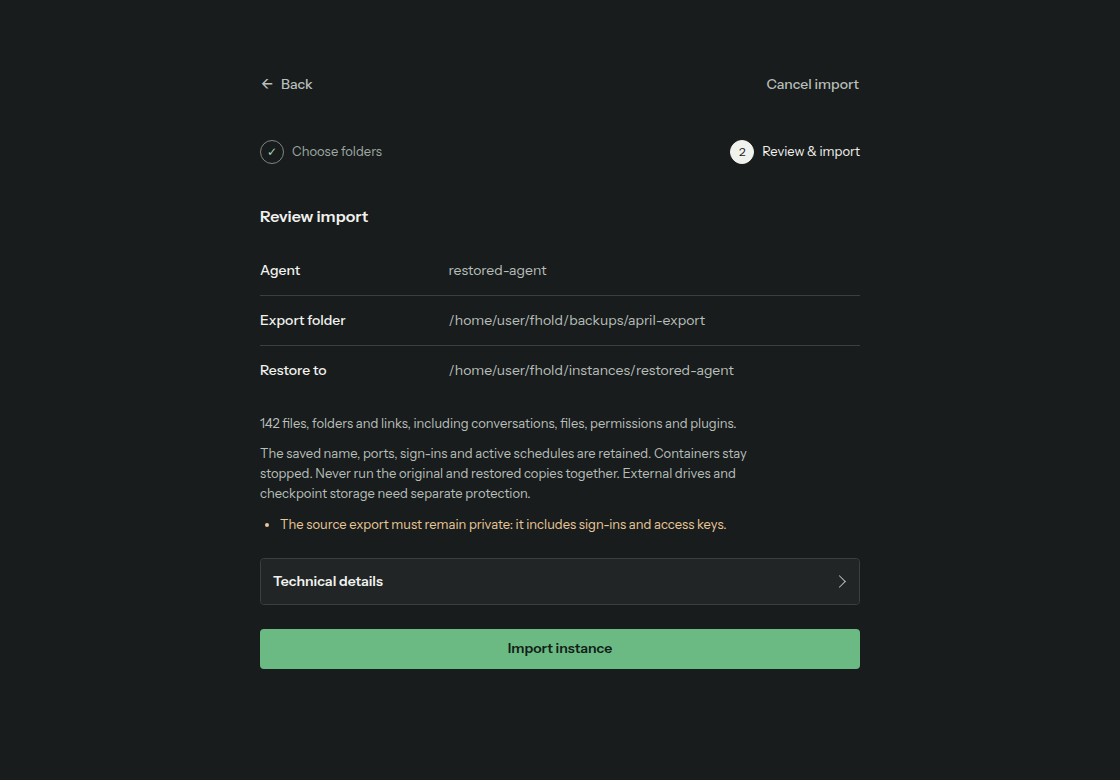 ← Back
Cancel import
✓ Choose folders
2 Review & import
Review import
Agent restored-agent
Export folder /home/user/fhold/backups/april-export
Restore to /home/user/fhold/instances/restored-agent
142 files, folders and links, including conversations, files, permissions and plugins.
The saved name, ports, sign-ins and active schedules are retained. Containers stay
stopped. Never run the original and restored copies together. External drives and
checkpoint storage need separate protection.
• The source export must remain private: it includes sign-ins and access keys.
Technical details
Import instance